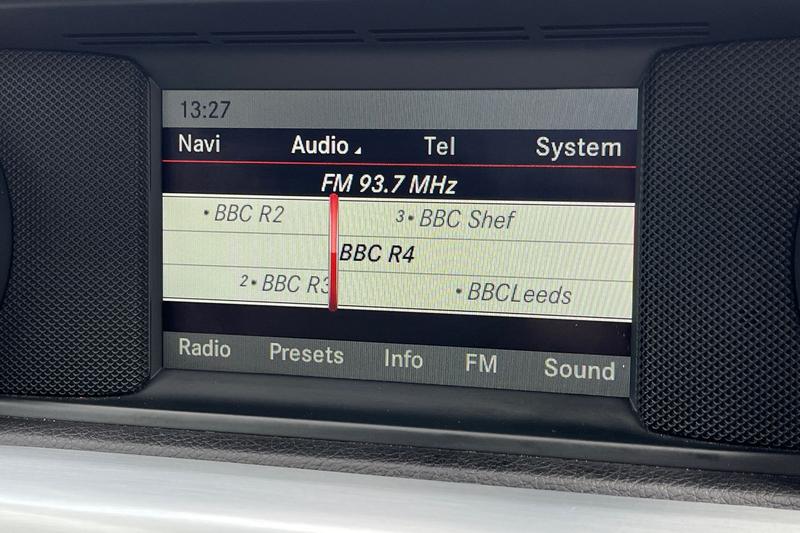 13:27
Navi Audio Tel System
FM 93.7 MHz
• BBC R2 3• BBC Shef
BBC R4
2• BBC R3 • BBCLeeds
Radio Presets Info FM Sound